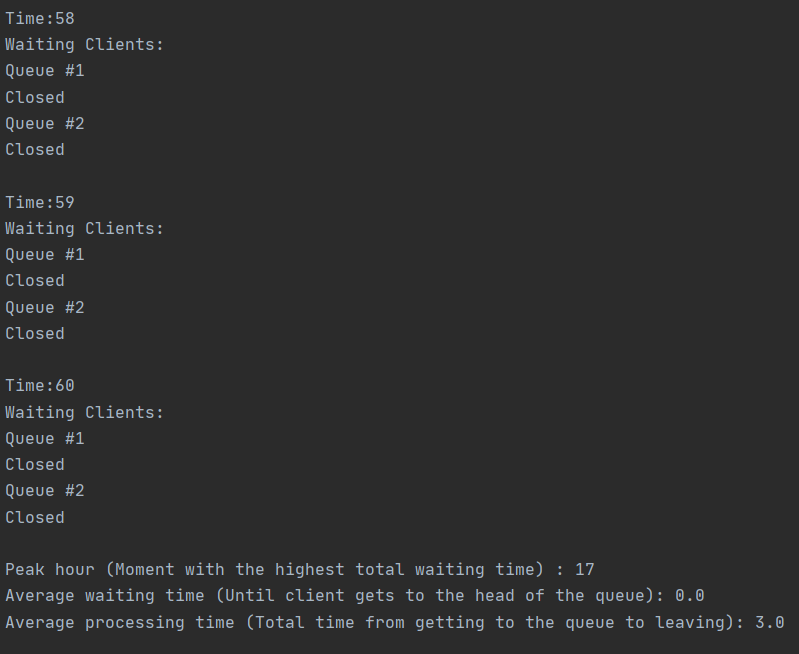 Time:58
Waiting Clients:
Queue #1
Closed
Queue #2
Closed
Time:59
Waiting Clients:
Queue #1
Closed
Queue #2
Closed
Time:60
Waiting Clients:
Queue #1
Closed
Queue #2
Closed
Peak hour (Moment with the highest total waiting time) : 17
Average waiting time (Until client gets to the head of the queue): 0.0
Average processing time (Total time from getting to the queue to leaving): 3.0